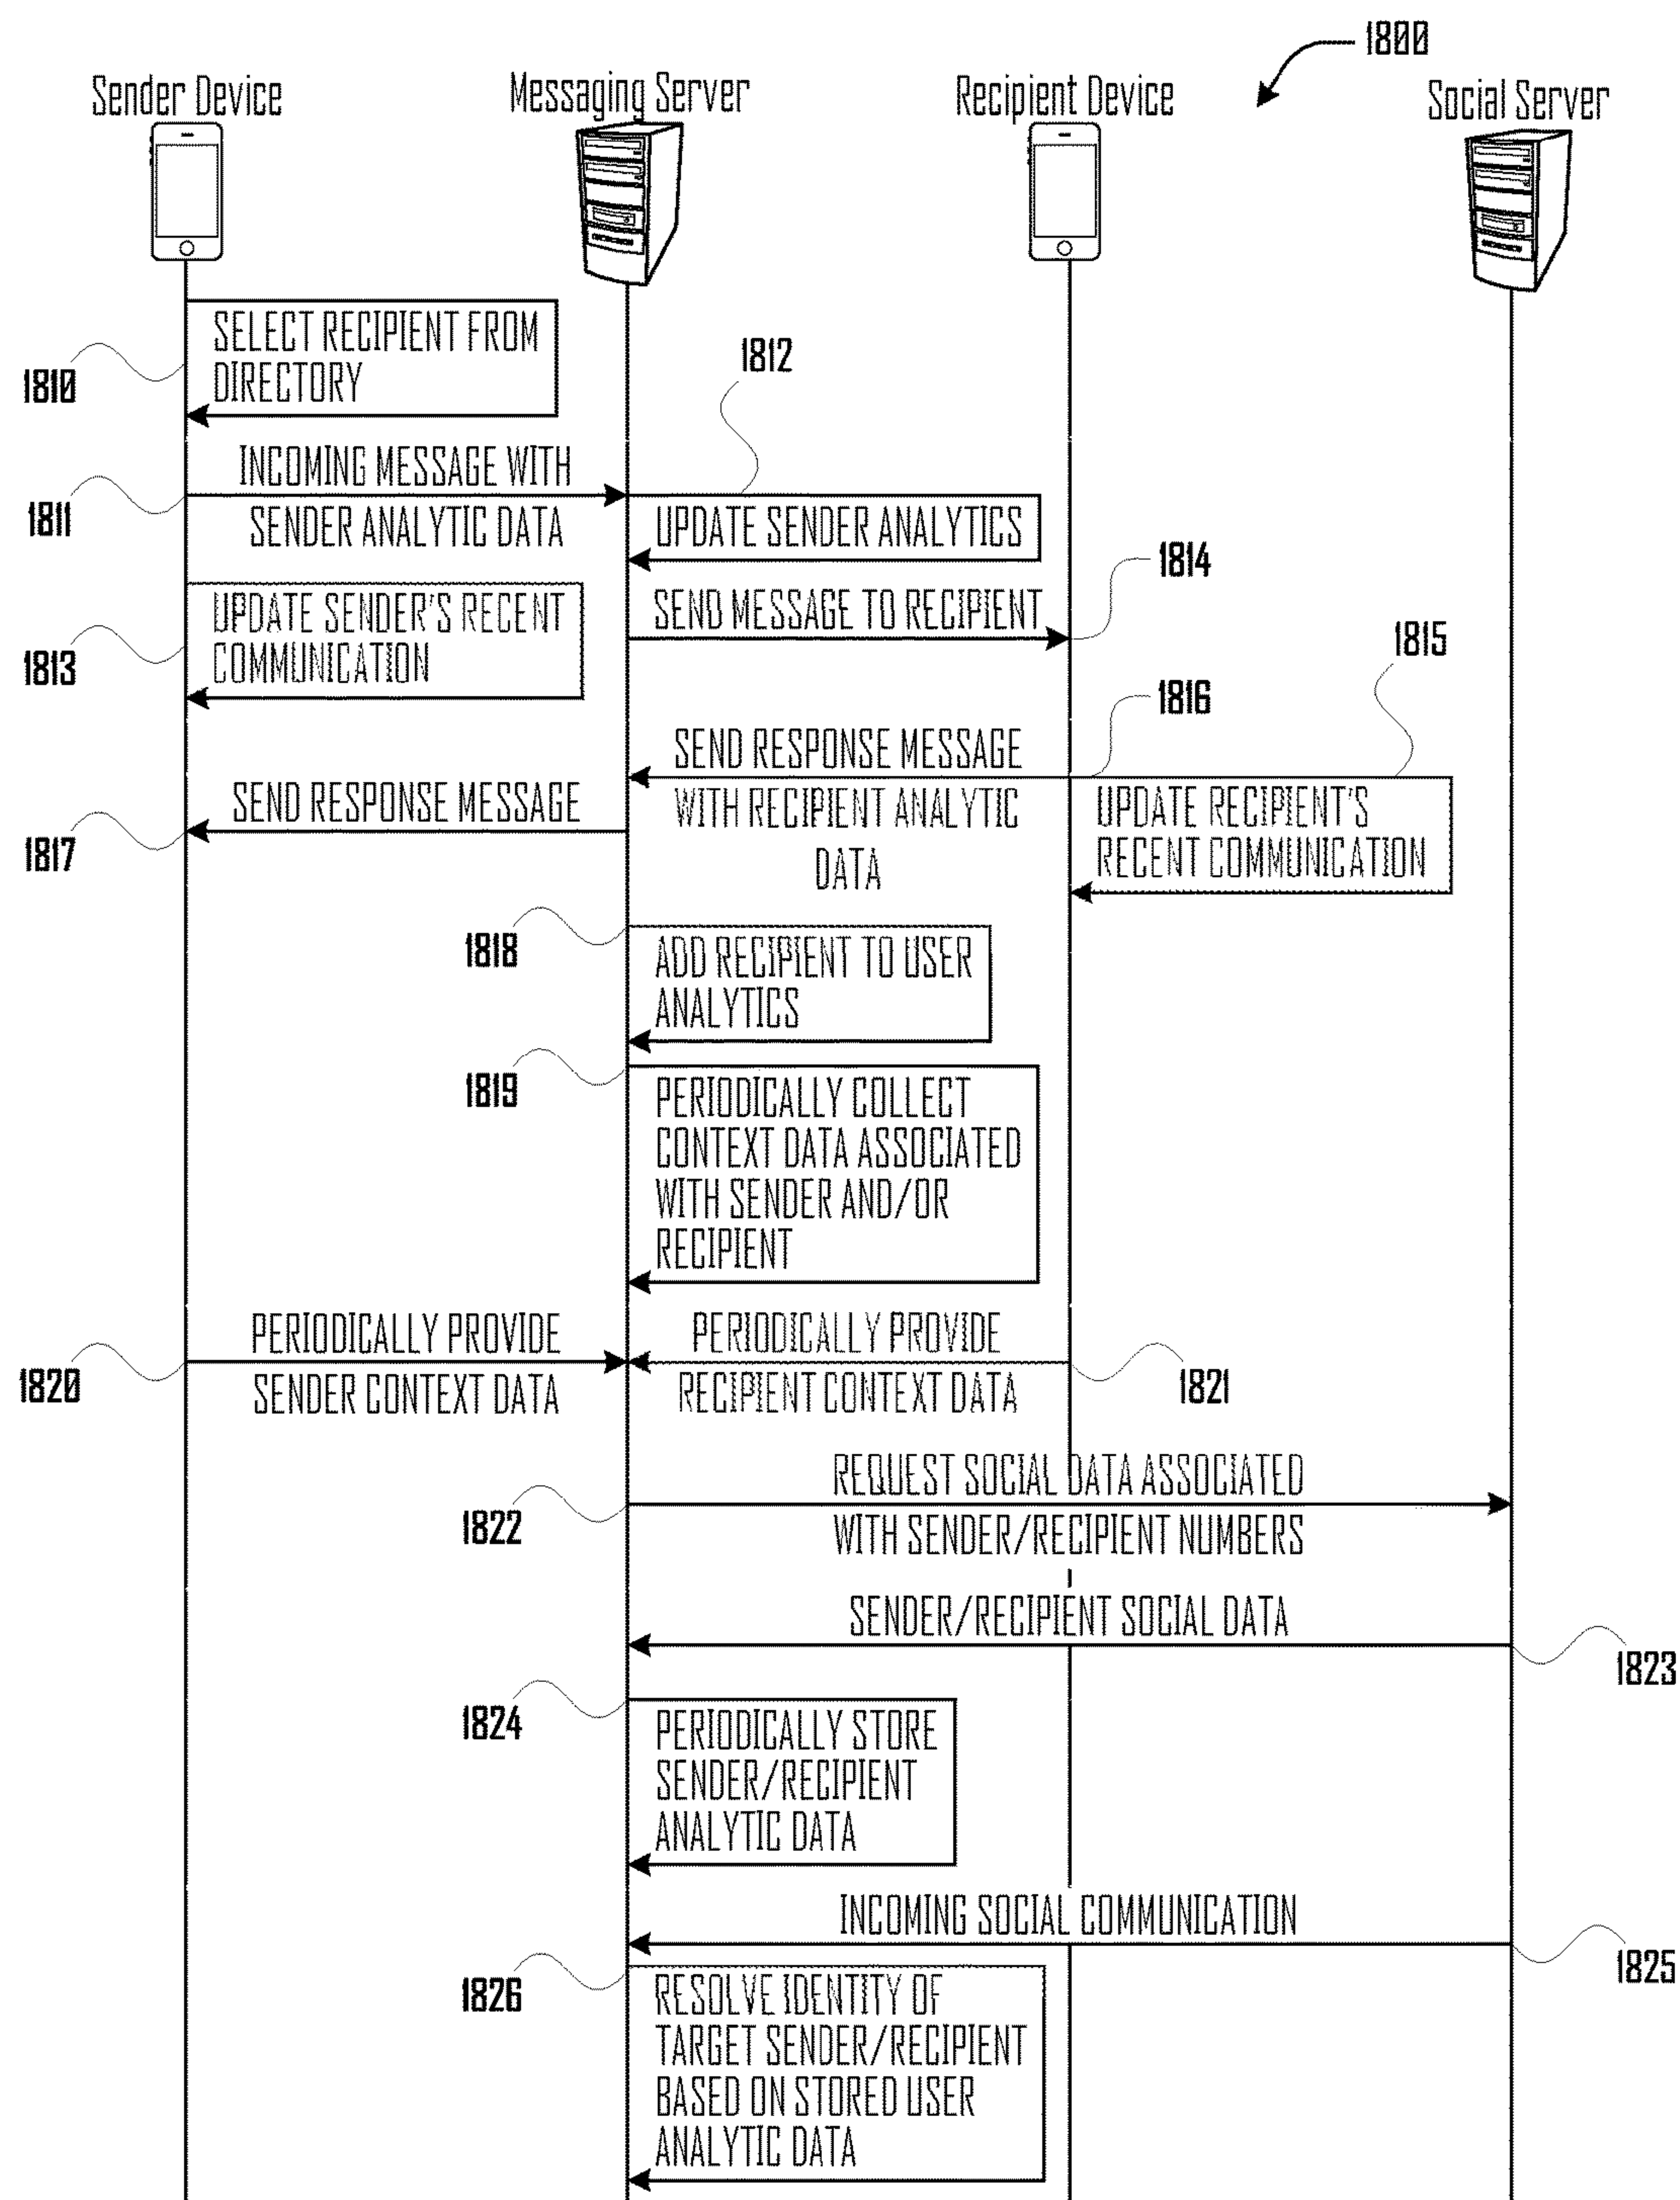 1800
Sender Device
Messaging Server
Recipient Device
Social Server
SELECT RECIPIENT FROM
DIRECTORY
1810
1812
INCOMING MESSAGE WITH
SENDER ANALYTIC DATA
1811
UPDATE SENDER ANALYTICS
1814
UPDATE SENDER'S RECENT
COMMUNICATION
1813
SEND MESSAGE TO RECIPIENT
1815
1816
SEND RESPONSE MESSAGE
WITH RECIPIENT ANALYTIC
DATA
UPDATE RECIPIENT'S
RECENT COMMUNICATION
SEND RESPONSE MESSAGE
1817
1818
ADD RECIPIENT TO USER
ANALYTICS
1819
PERIODICALLY COLLECT
CONTEXT DATA ASSOCIATED
WITH SENDER AND/OR
RECIPIENT
PERIODICALLY PROVIDE
SENDER CONTEXT DATA
1820
PERIODICALLY PROVIDE
RECIPIENT CONTEXT DATA
1821
REQUEST SOCIAL DATA ASSOCIATED
WITH SENDER/RECIPIENT NUMBERS
1822
SENDER/RECIPIENT SOCIAL DATA
1823
1824
PERIODICALLY STORE
SENDER/RECIPIENT
ANALYTIC DATA
INCOMING SOCIAL COMMUNICATION
1825
1826
RESOLVE IDENTITY OF
TARGET SENDER/RECIPIENT
BASED ON STORED USER
ANALYTIC DATA